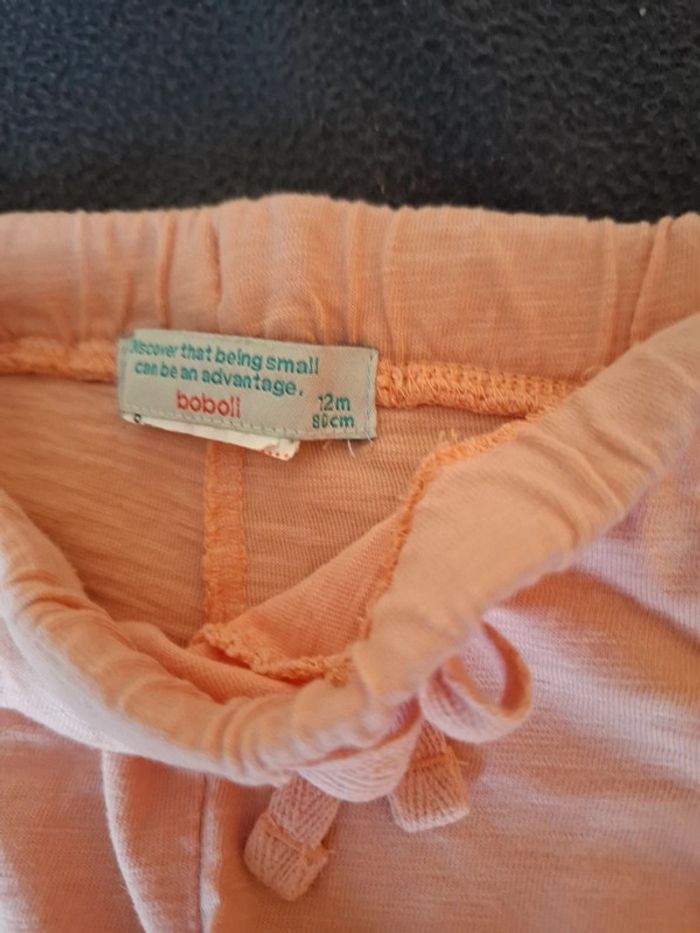 Discover that being small
can be an advantage.
boboli
12m
80cm